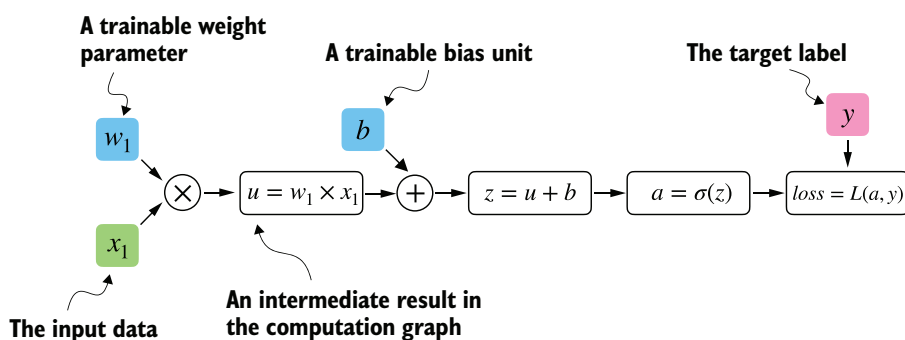 A trainable weight
parameter
A trainable bias unit
The target label
w₁
b
y
×
u = w₁ × x₁
+
z = u + b
a = σ(z)
loss = L(a, y)
x₁
The input data
An intermediate result in
the computation graph